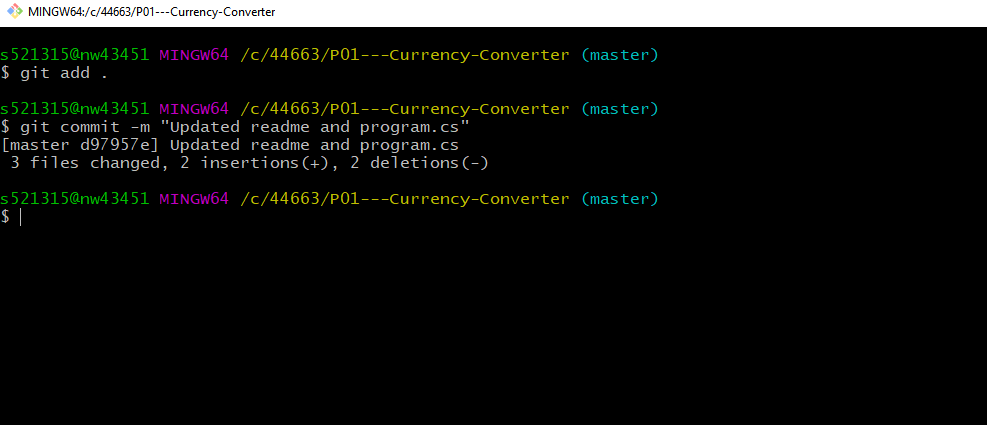 MINGW64:/c/44663/P01---Currency-Converter
s521315@nw43451 MINGW64 /c/44663/P01---Currency-Converter (master)
$ git add .
s521315@nw43451 MINGW64 /c/44663/P01---Currency-Converter (master)
$ git commit -m "Updated readme and program.cs"
[master d97957e] Updated readme and program.cs
 3 files changed, 2 insertions(+), 2 deletions(-)
s521315@nw43451 MINGW64 /c/44663/P01---Currency-Converter (master)
$